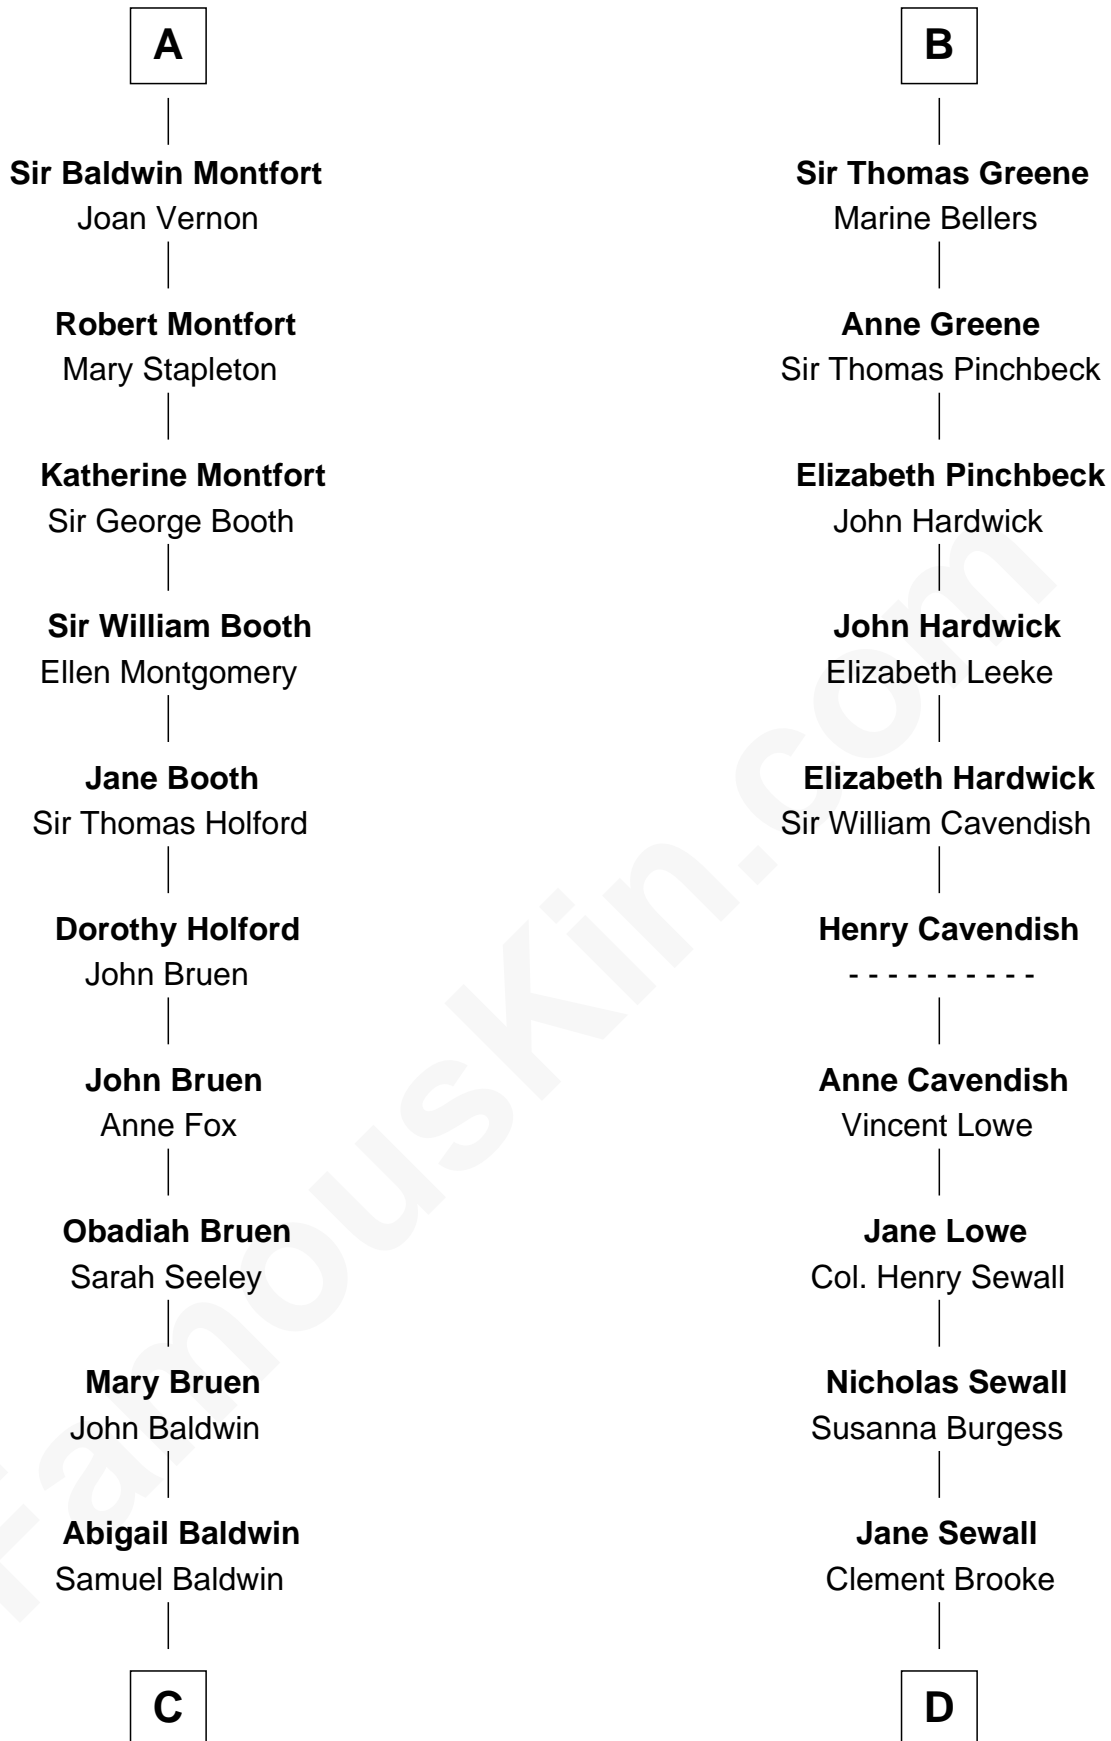 A
Sir Baldwin Montfort
Joan Vernon
Robert Montfort
Mary Stapleton
Katherine Montfort
Sir George Booth
Sir William Booth
Ellen Montgomery
Jane Booth
Sir Thomas Holford
Dorothy Holford
John Bruen
John Bruen
Anne Fox
Obadiah Bruen
Sarah Seeley
Mary Bruen
John Baldwin
Abigail Baldwin
Samuel Baldwin
C
B
Sir Thomas Greene
Marine Bellers
Anne Greene
Sir Thomas Pinchbeck
Elizabeth Pinchbeck
John Hardwick
John Hardwick
Elizabeth Leeke
Elizabeth Hardwick
Sir William Cavendish
Henry Cavendish
- - - - - - - - - -
Anne Cavendish
Vincent Lowe
Jane Lowe
Col. Henry Sewall
Nicholas Sewall
Susanna Burgess
Jane Sewall
Clement Brooke
D
FamousKin.com